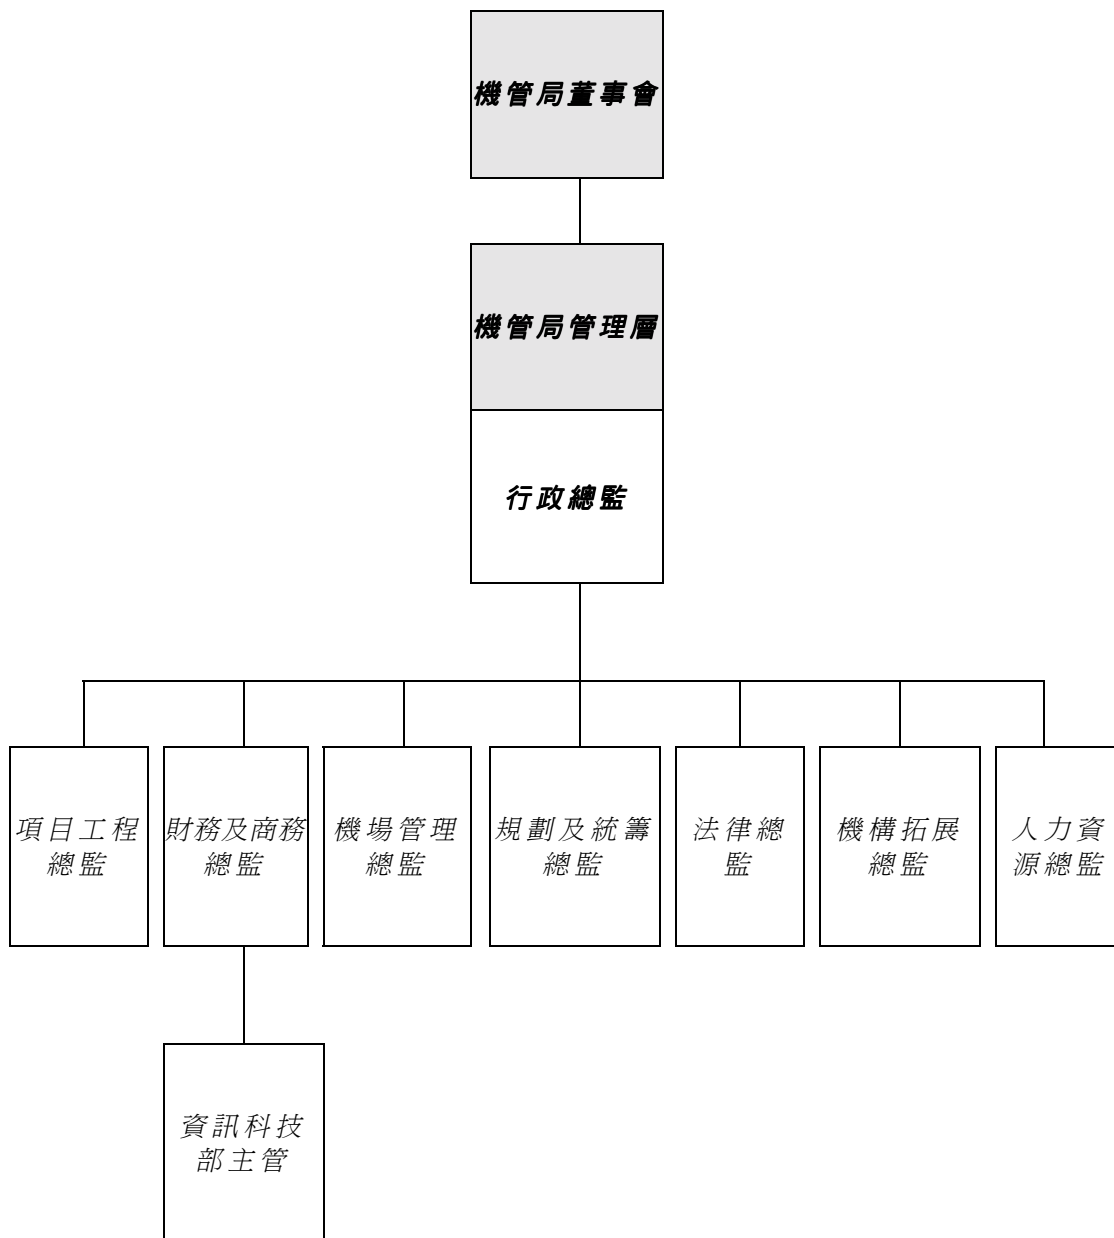 機管局董事會
機管局管理層
行政總監
項目工程
總監
財務及商務
總監
機場管理
總監
規劃及統籌
總監
法律總
監
機構拓展
總監
人力資
源總監
資訊科技
部主管